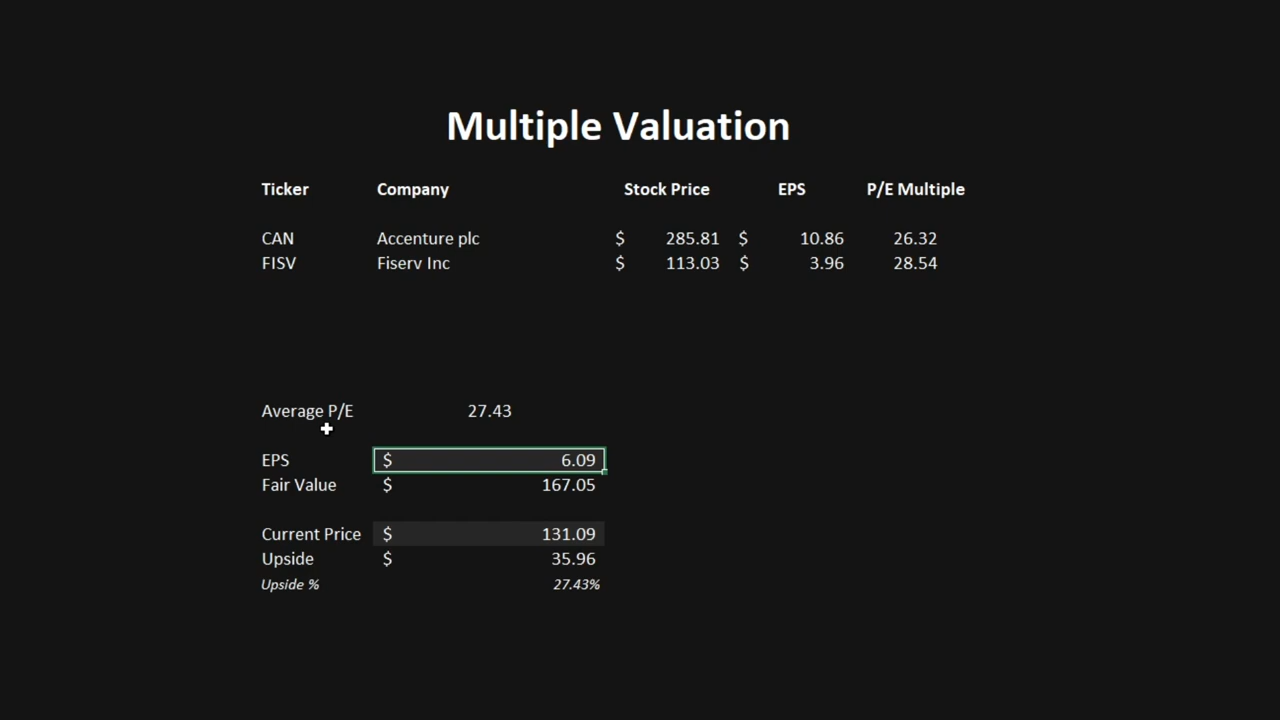 Multiple Valuation
Ticker Company Stock Price EPS P/E Multiple
CAN Accenture plc $ 285.81 $ 10.86 26.32
FISV Fiserv Inc $ 113.03 $ 3.96 28.54
Average P/E 27.43
EPS $ 6.09
Fair Value $ 167.05
Current Price $ 131.09
Upside $ 35.96
Upside % 27.43%